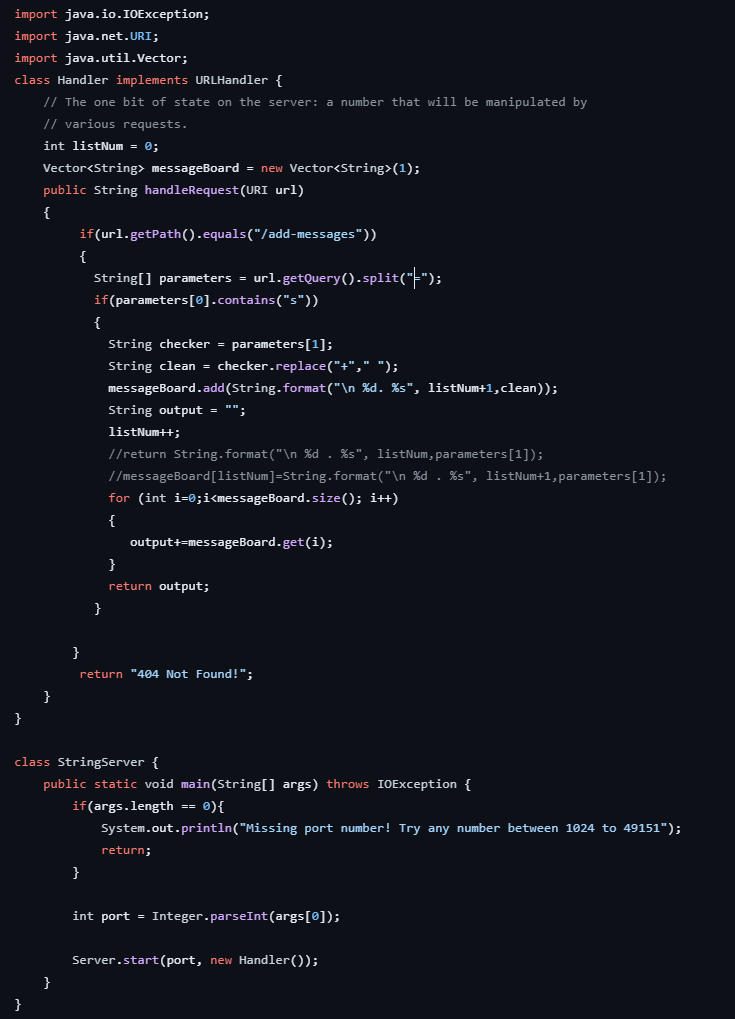 import java.io.IOException;
import java.net.URI;
import java.util.Vector;
class Handler implements URLHandler {
    // The one bit of state on the server: a number that will be manipulated by
    // various requests.
    int listNum = 0;
    Vector<String> messageBoard = new Vector<String>(1);
    public String handleRequest(URI url)
    {
         if(url.getPath().equals("/add-messages"))
         {
           String[] parameters = url.getQuery().split("=");
           if(parameters[0].contains("s"))
           {
             String checker = parameters[1];
             String clean = checker.replace("+"," ");
             messageBoard.add(String.format("\n %d. %s", listNum+1,clean));
             String output = "";
             listNum++;
             //return String.format("\n %d . %s", listNum,parameters[1]);
             //messageBoard[listNum]=String.format("\n %d . %s", listNum+1,parameters[1]);
             for (int i=0;i<messageBoard.size(); i++)
             {
                output+=messageBoard.get(i);
             }
             return output;
           }

        }
         return "404 Not Found!";
    }
}

class StringServer {
    public static void main(String[] args) throws IOException {
        if(args.length == 0){
            System.out.println("Missing port number! Try any number between 1024 to 49151");
            return;
        }

        int port = Integer.parseInt(args[0]);

        Server.start(port, new Handler());
    }
}